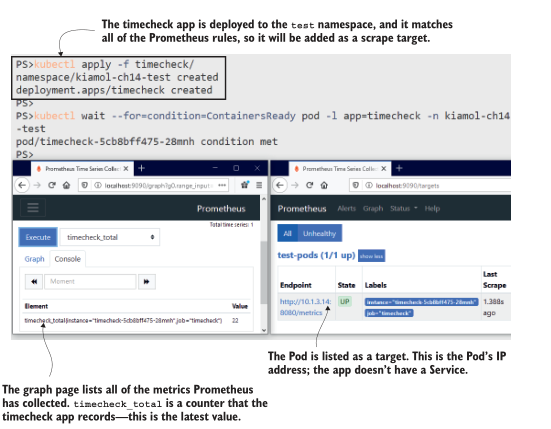 The timecheck app is deployed to the test namespace, and it matches
all of the Prometheus rules, so it will be added as a scrape target.
PS>kubectl apply -f timecheck/
namespace/kiamol-ch14-test created
deployment.apps/timecheck created
PS>
PS>kubectl wait --for=condition=ContainersReady pod -l app=timecheck -n kiamol-ch14
-test
pod/timecheck-5cb8bff475-28mnh condition met
PS>
Prometheus Time Series Collec X +
localhost:9090/graph?g0.range_input=
Prometheus
Total time series: 1
Execute timecheck_total
Graph Console
Moment
Element Value
timecheck_total{instance="timecheck-5cb8bff475-28mnh",job="timecheck"} 22
Prometheus Time Series Collec X +
localhost:9090/targets
Prometheus Alerts Graph Status Help
All Unhealthy
test-pods (1/1 up) show less
Endpoint State Labels Last
Scrape
http://10.1.3.14: UP instance="timecheck-5cb8bff475-28mnh" 1.388s
8080/metrics job="timecheck" ago
The Pod is listed as a target. This is the Pod's IP
address; the app doesn't have a Service.
The graph page lists all of the metrics Prometheus
has collected. timecheck_total is a counter that the
timecheck app records—this is the latest value.